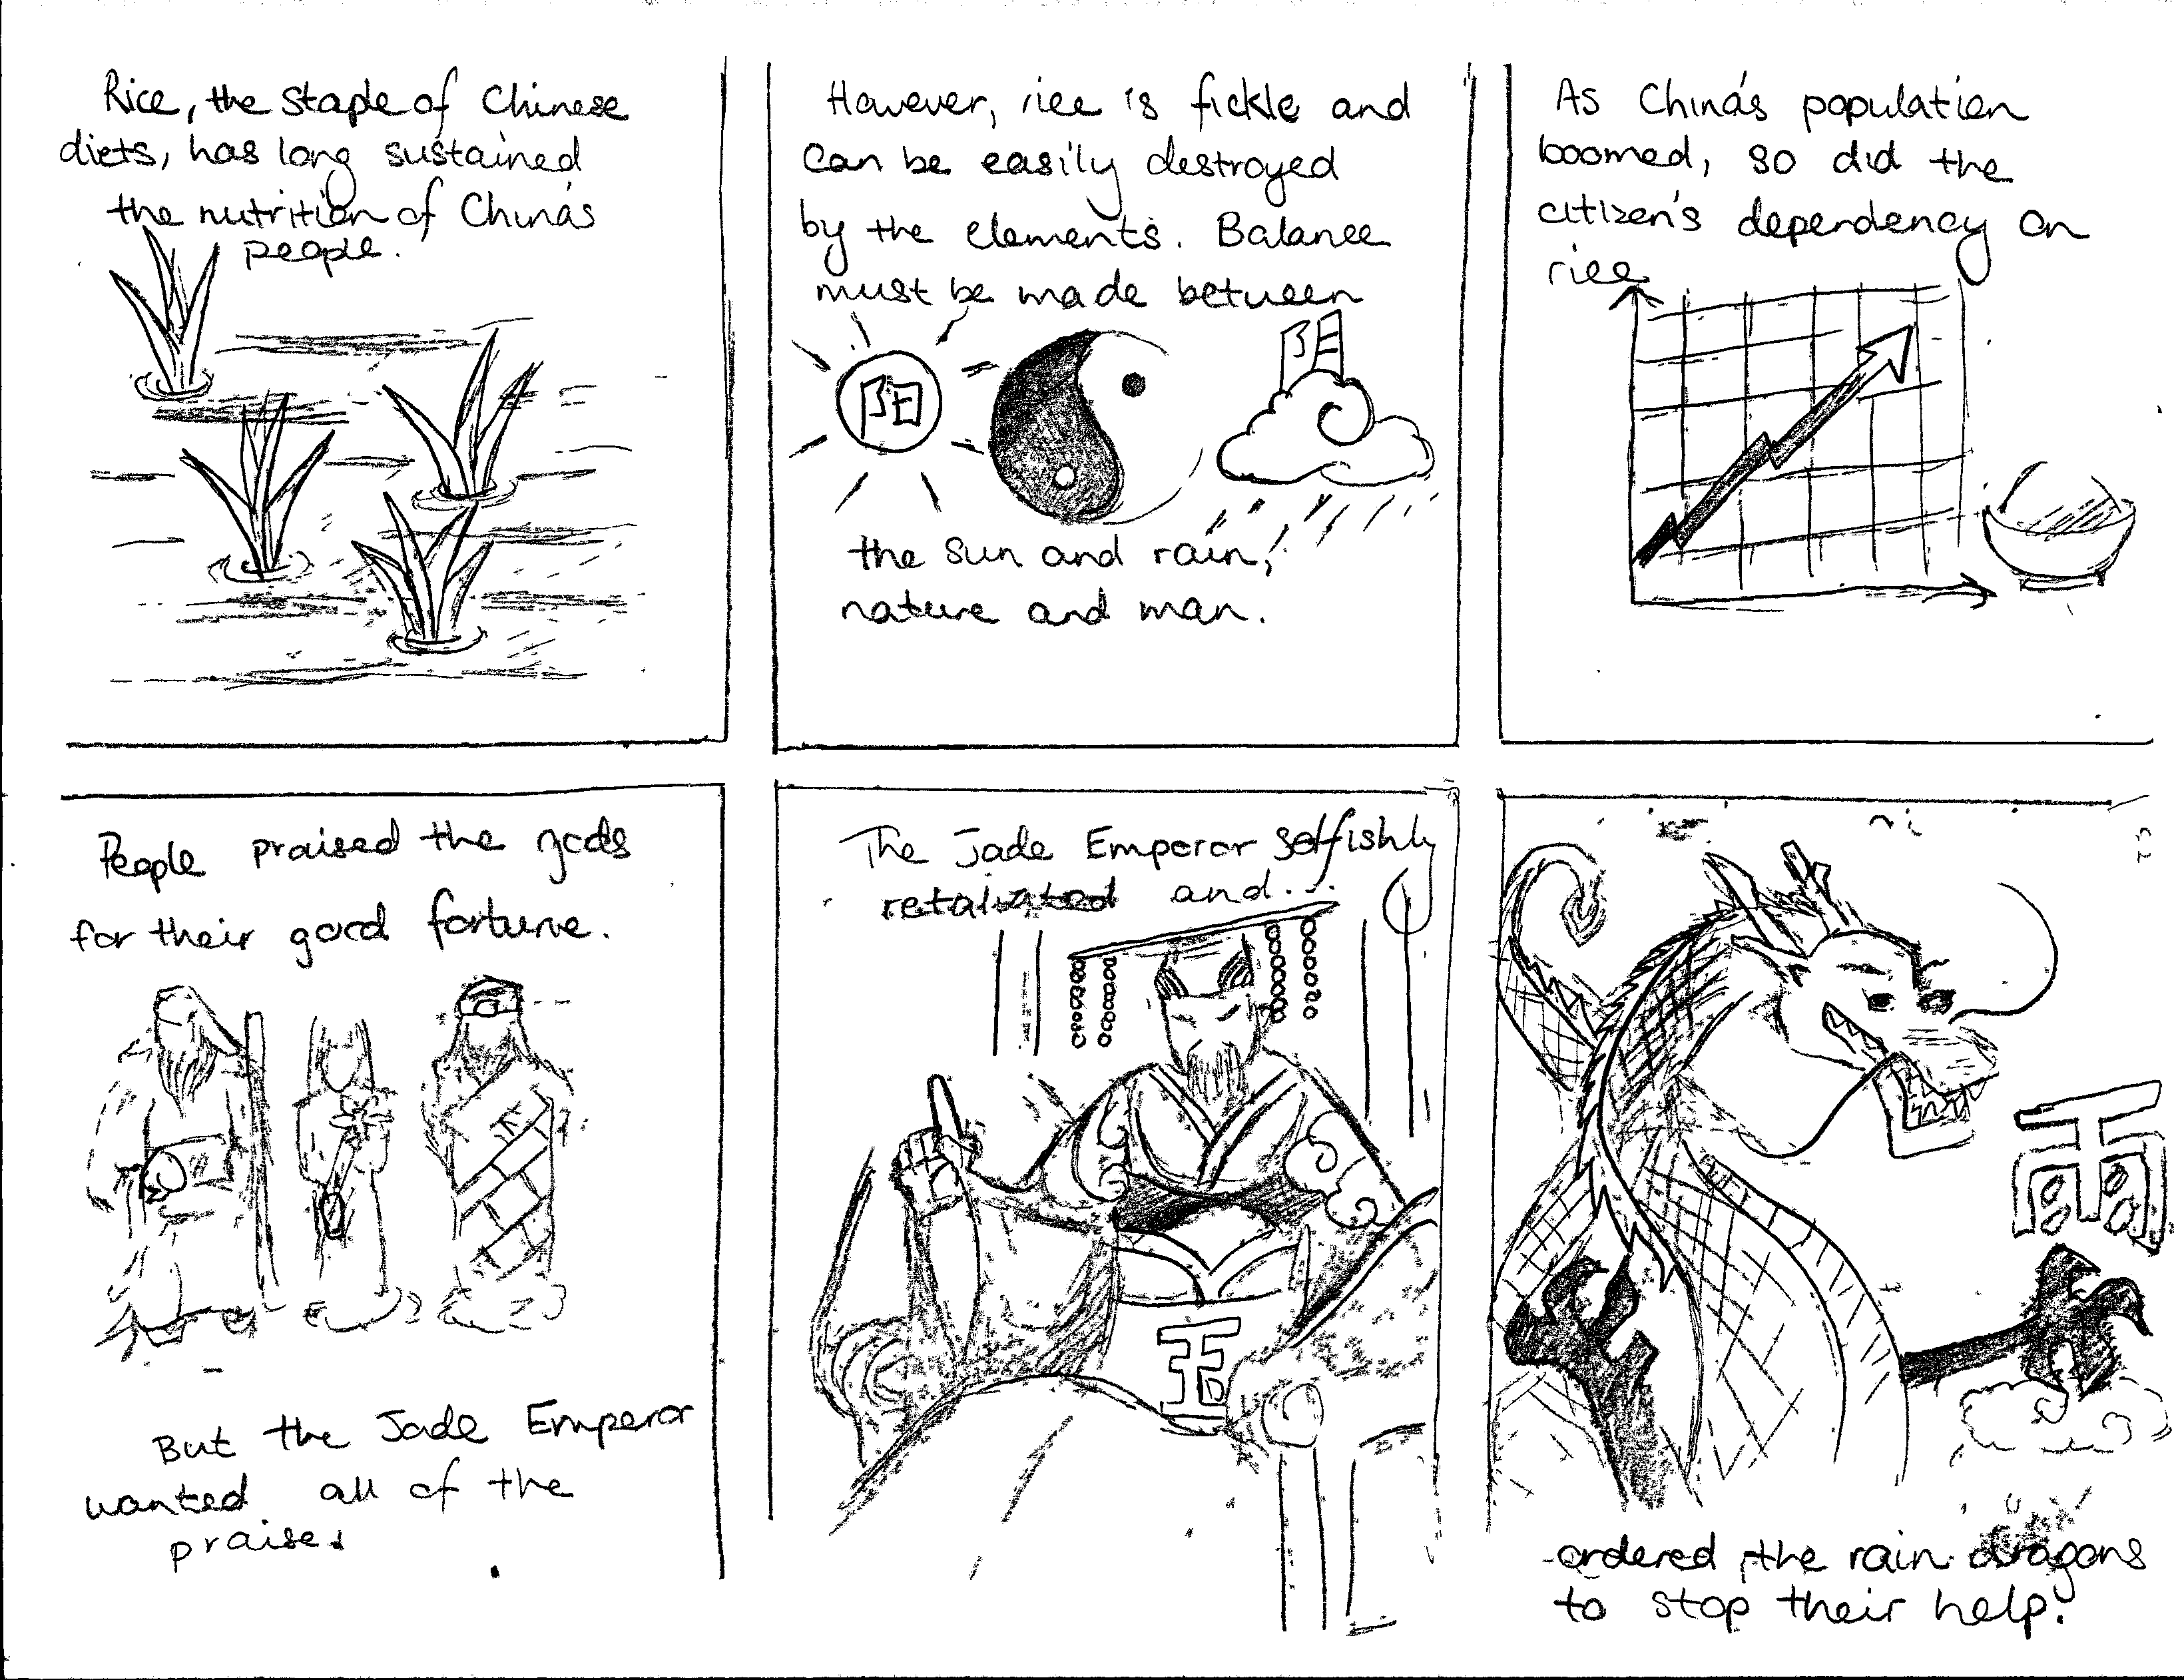 Rice, the staple of Chinese
diets, has long sustained
the nutrition of China's
people.
However, rice is fickle and
can be easily destroyed
by the elements. Balance
must be made between
阳
阴
the sun and rain,
nature and man.
As China's population
boomed, so did the
citizen's dependency on
rice
People praised the gods
for their good fortune.
But the Jade Emperor
wanted all of the
praise.
The Jade Emperor selfishly
retaliated and...
玉
雨
ordered the rain dragons
to stop their help.